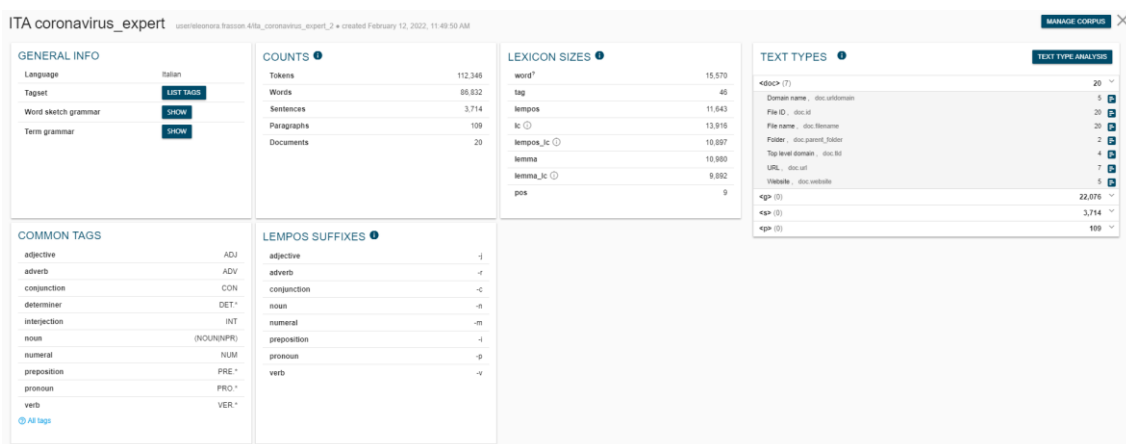 ITA coronavirus_expert user/eleonora.frasson.4/ita_coronavirus_expert_2 • created February 12, 2022, 11:49:50 AM
MANAGE CORPUS
GENERAL INFO
Language Italian
Tagset LIST TAGS
Word sketch grammar SHOW
Term grammar SHOW
COUNTS
Tokens 112,346
Words 86,832
Sentences 3,714
Paragraphs 109
Documents 20
LEXICON SIZES
word? 15,570
tag 46
lempos 11,643
lc 13,916
lempos_lc 10,897
lemma 10,980
lemma_lc 9,892
pos 9
TEXT TYPES
TEXT TYPE ANALYSIS
<doc> (7) 20
Domain name , doc.urldomain 5
File ID , doc.id 20
File name , doc.filename 20
Folder , doc.parent_folder 2
Top level domain , doc.tld 4
URL , doc.url 7
Website , doc.website 5
<g> (0) 22,076
<s> (0) 3,714
<p> (0) 109
COMMON TAGS
adjective ADJ
adverb ADV
conjunction CON
determiner DET.*
interjection INT
noun (NOUN|NPR)
numeral NUM
preposition PRE.*
pronoun PRO.*
verb VER.*
All tags
LEMPOS SUFFIXES
adjective -j
adverb -r
conjunction -c
noun -n
numeral -m
preposition -i
pronoun -p
verb -v